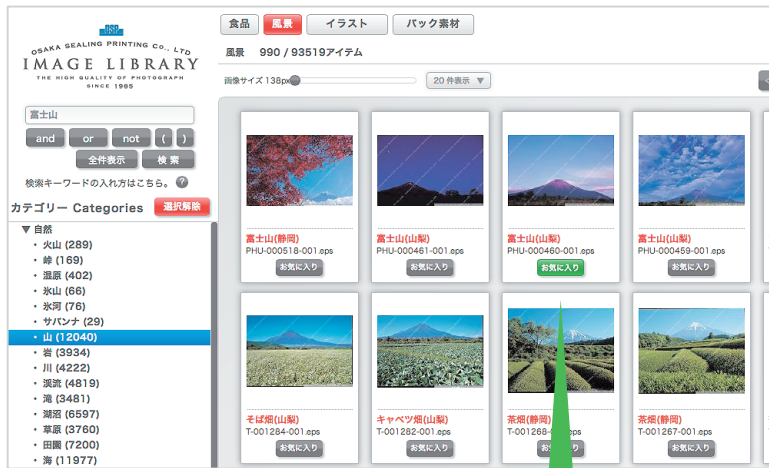 OSAKA SEALING PRINTING Co., LTD
IMAGE LIBRARY
THE HIGH QUALITY OF PHOTOGRAPH
SINCE 1985
富士山
and or not ( )
全件表示 検 索
検索キーワードの入れ方はこちら。 ?
カテゴリー Categories 選択解除
▼ 自然
・ 火山 (289)
・ 峠 (169)
・ 湿原 (402)
・ 氷山 (66)
・ 氷河 (76)
・ サバンナ (29)
・ 山 (12040)
・ 岩 (3934)
・ 川 (4222)
・ 渓流 (4819)
・ 滝 (3481)
・ 湖沼 (6597)
・ 草原 (3760)
・ 田園 (7200)
・ 海 (11977)
食品 風景 イラスト パック素材
風景 990 / 93519アイテム
画像サイズ 138px 20 件表示 ▼
富士山(静岡) 富士山(山梨) 富士山(山梨) 富士山(山梨)
PHU-000518-001.eps PHU-000461-001.eps PHU-000460-001.eps PHU-000459-001.eps
お気に入り お気に入り お気に入り お気に入り
そば畑(山梨) キャベツ畑(山梨) 茶畑(静岡) 茶畑(静岡)
T-001284-001.eps T-001282-001.eps T-001268-001.eps T-001267-001.eps
お気に入り お気に入り お気に入り お気に入り